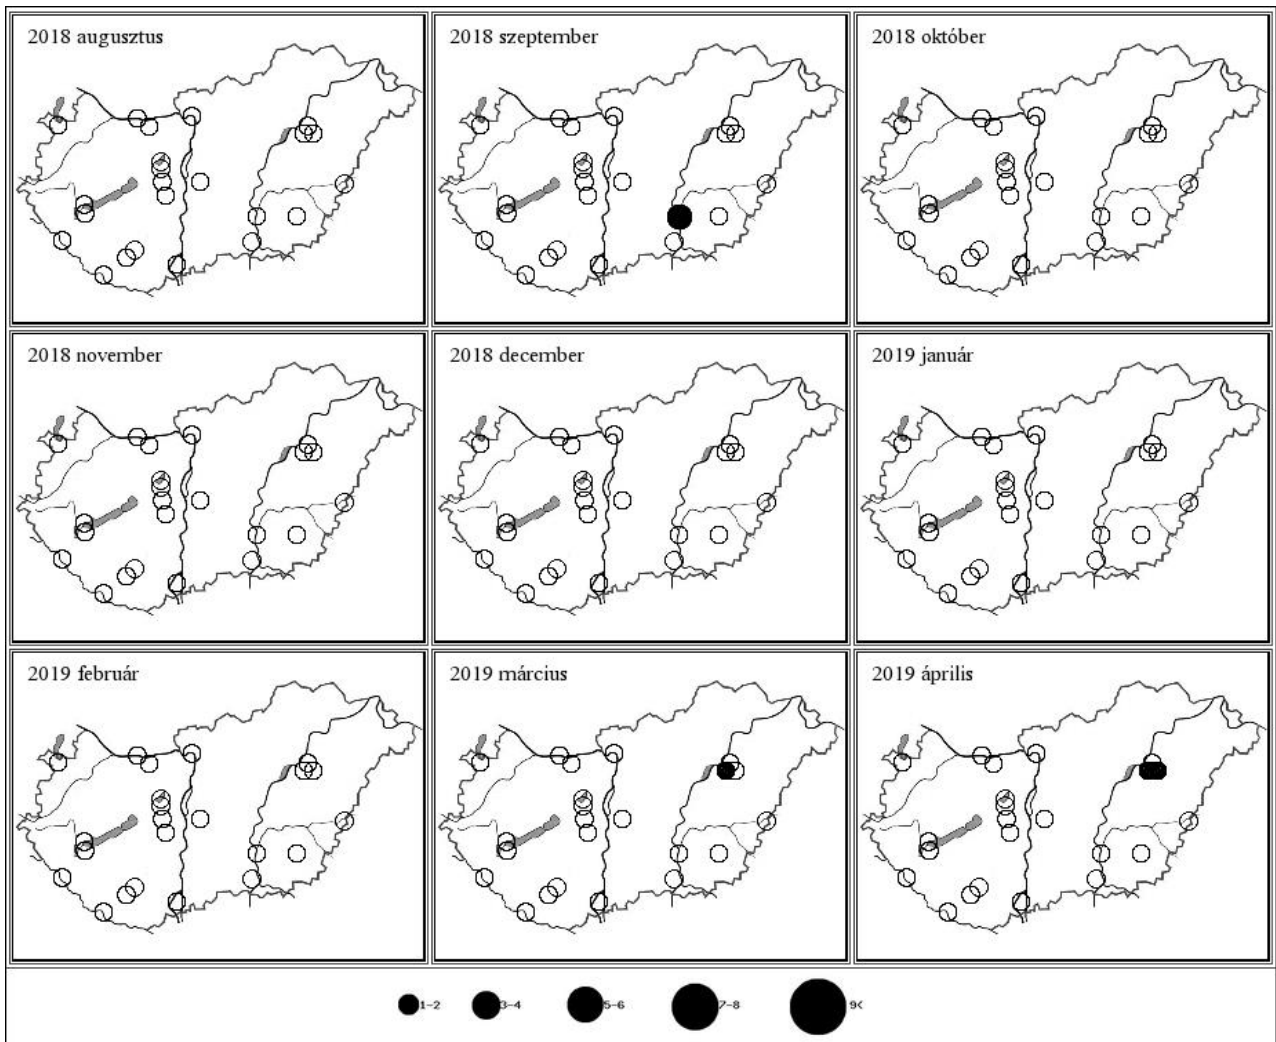 2018 augusztus
2018 szeptember
2018 október
2018 november
2018 december
2019 január
2019 február
2019 március
2019 április
1-2 3-4 5-6 7-8 9<